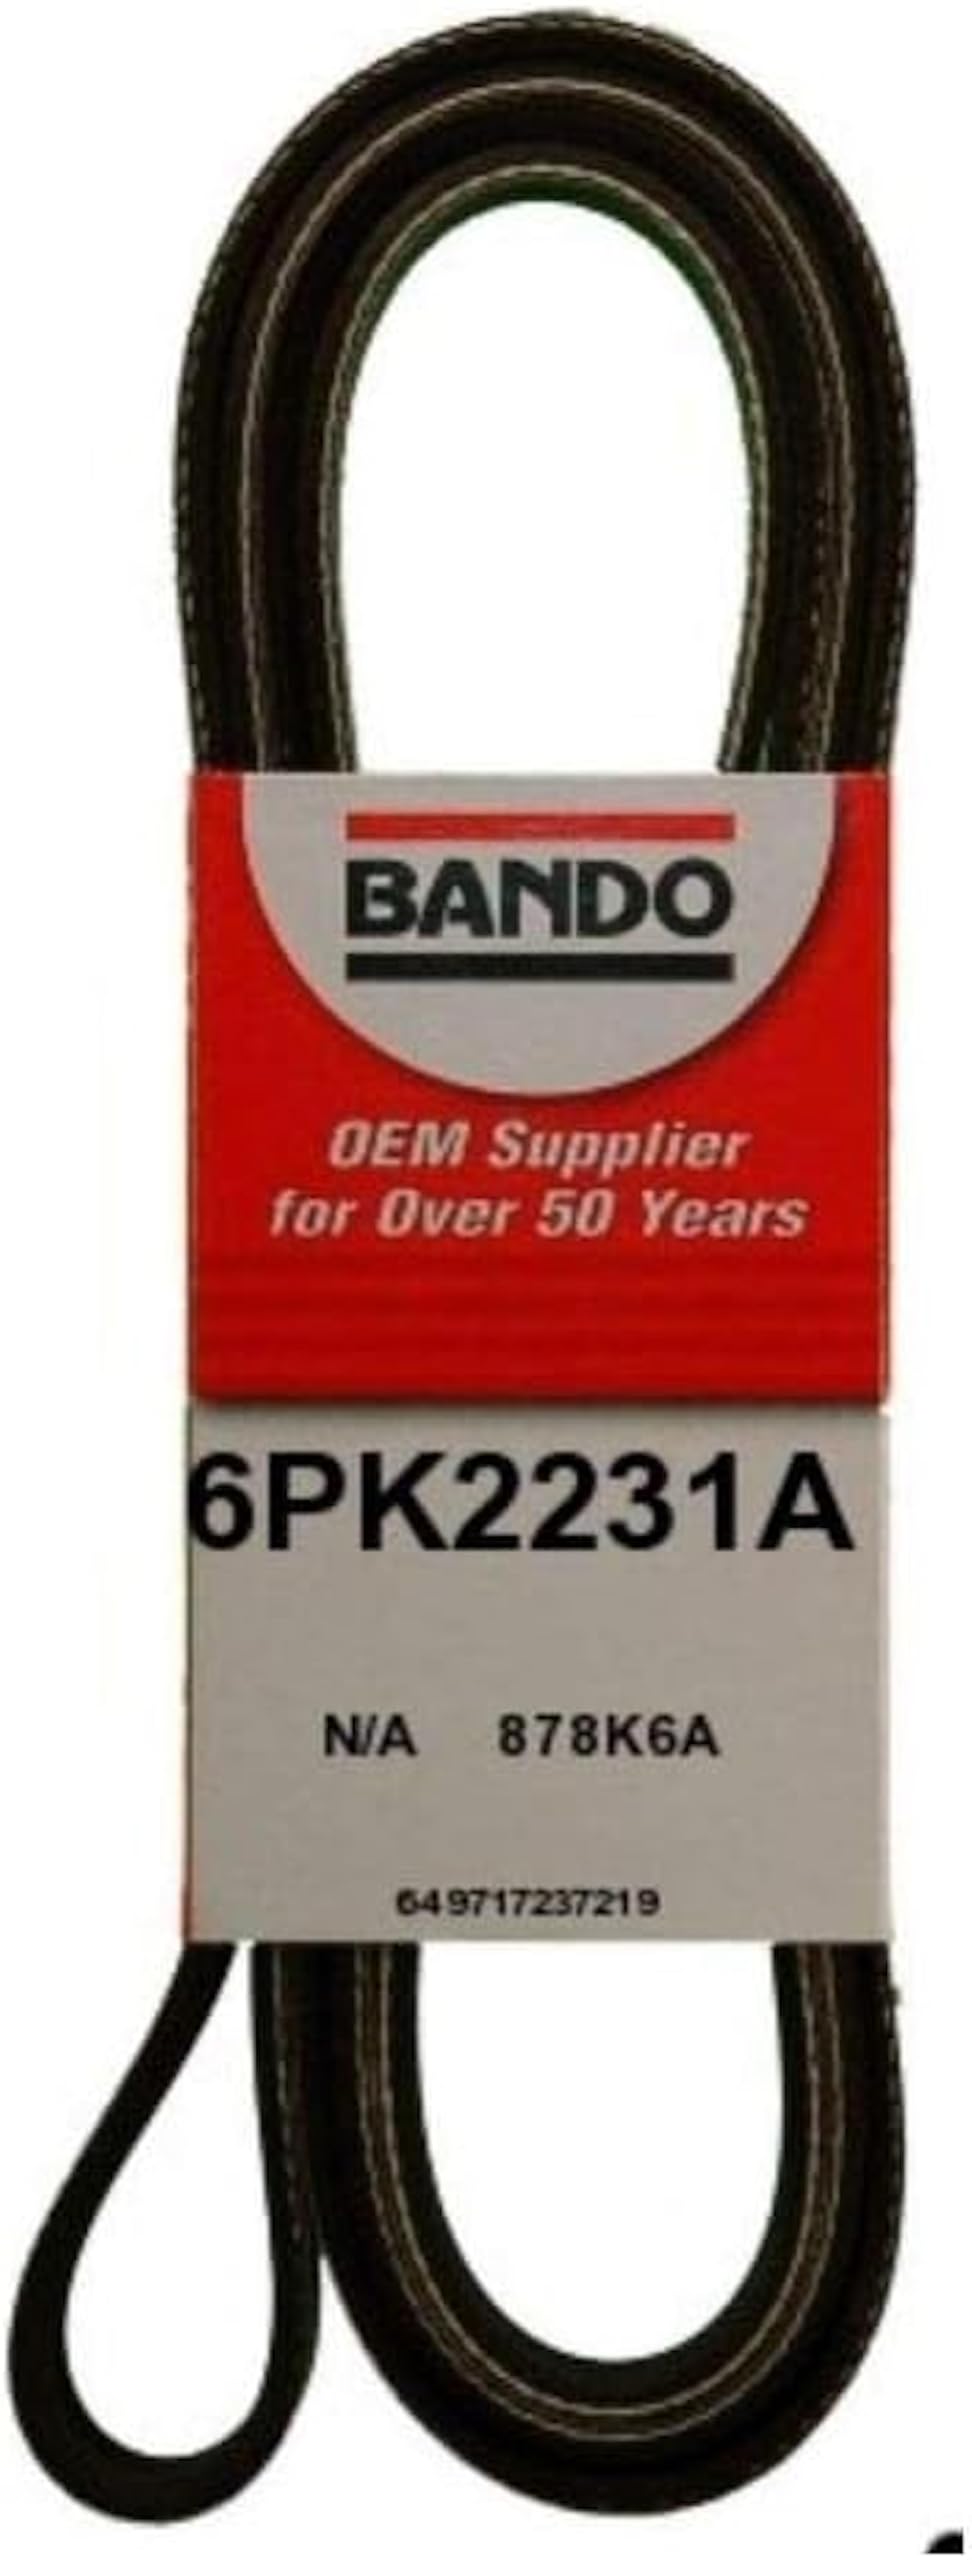 BANDO
OEM Supplier
for Over 50 Years
6PK2231A
N/A 878K6A
649717237219